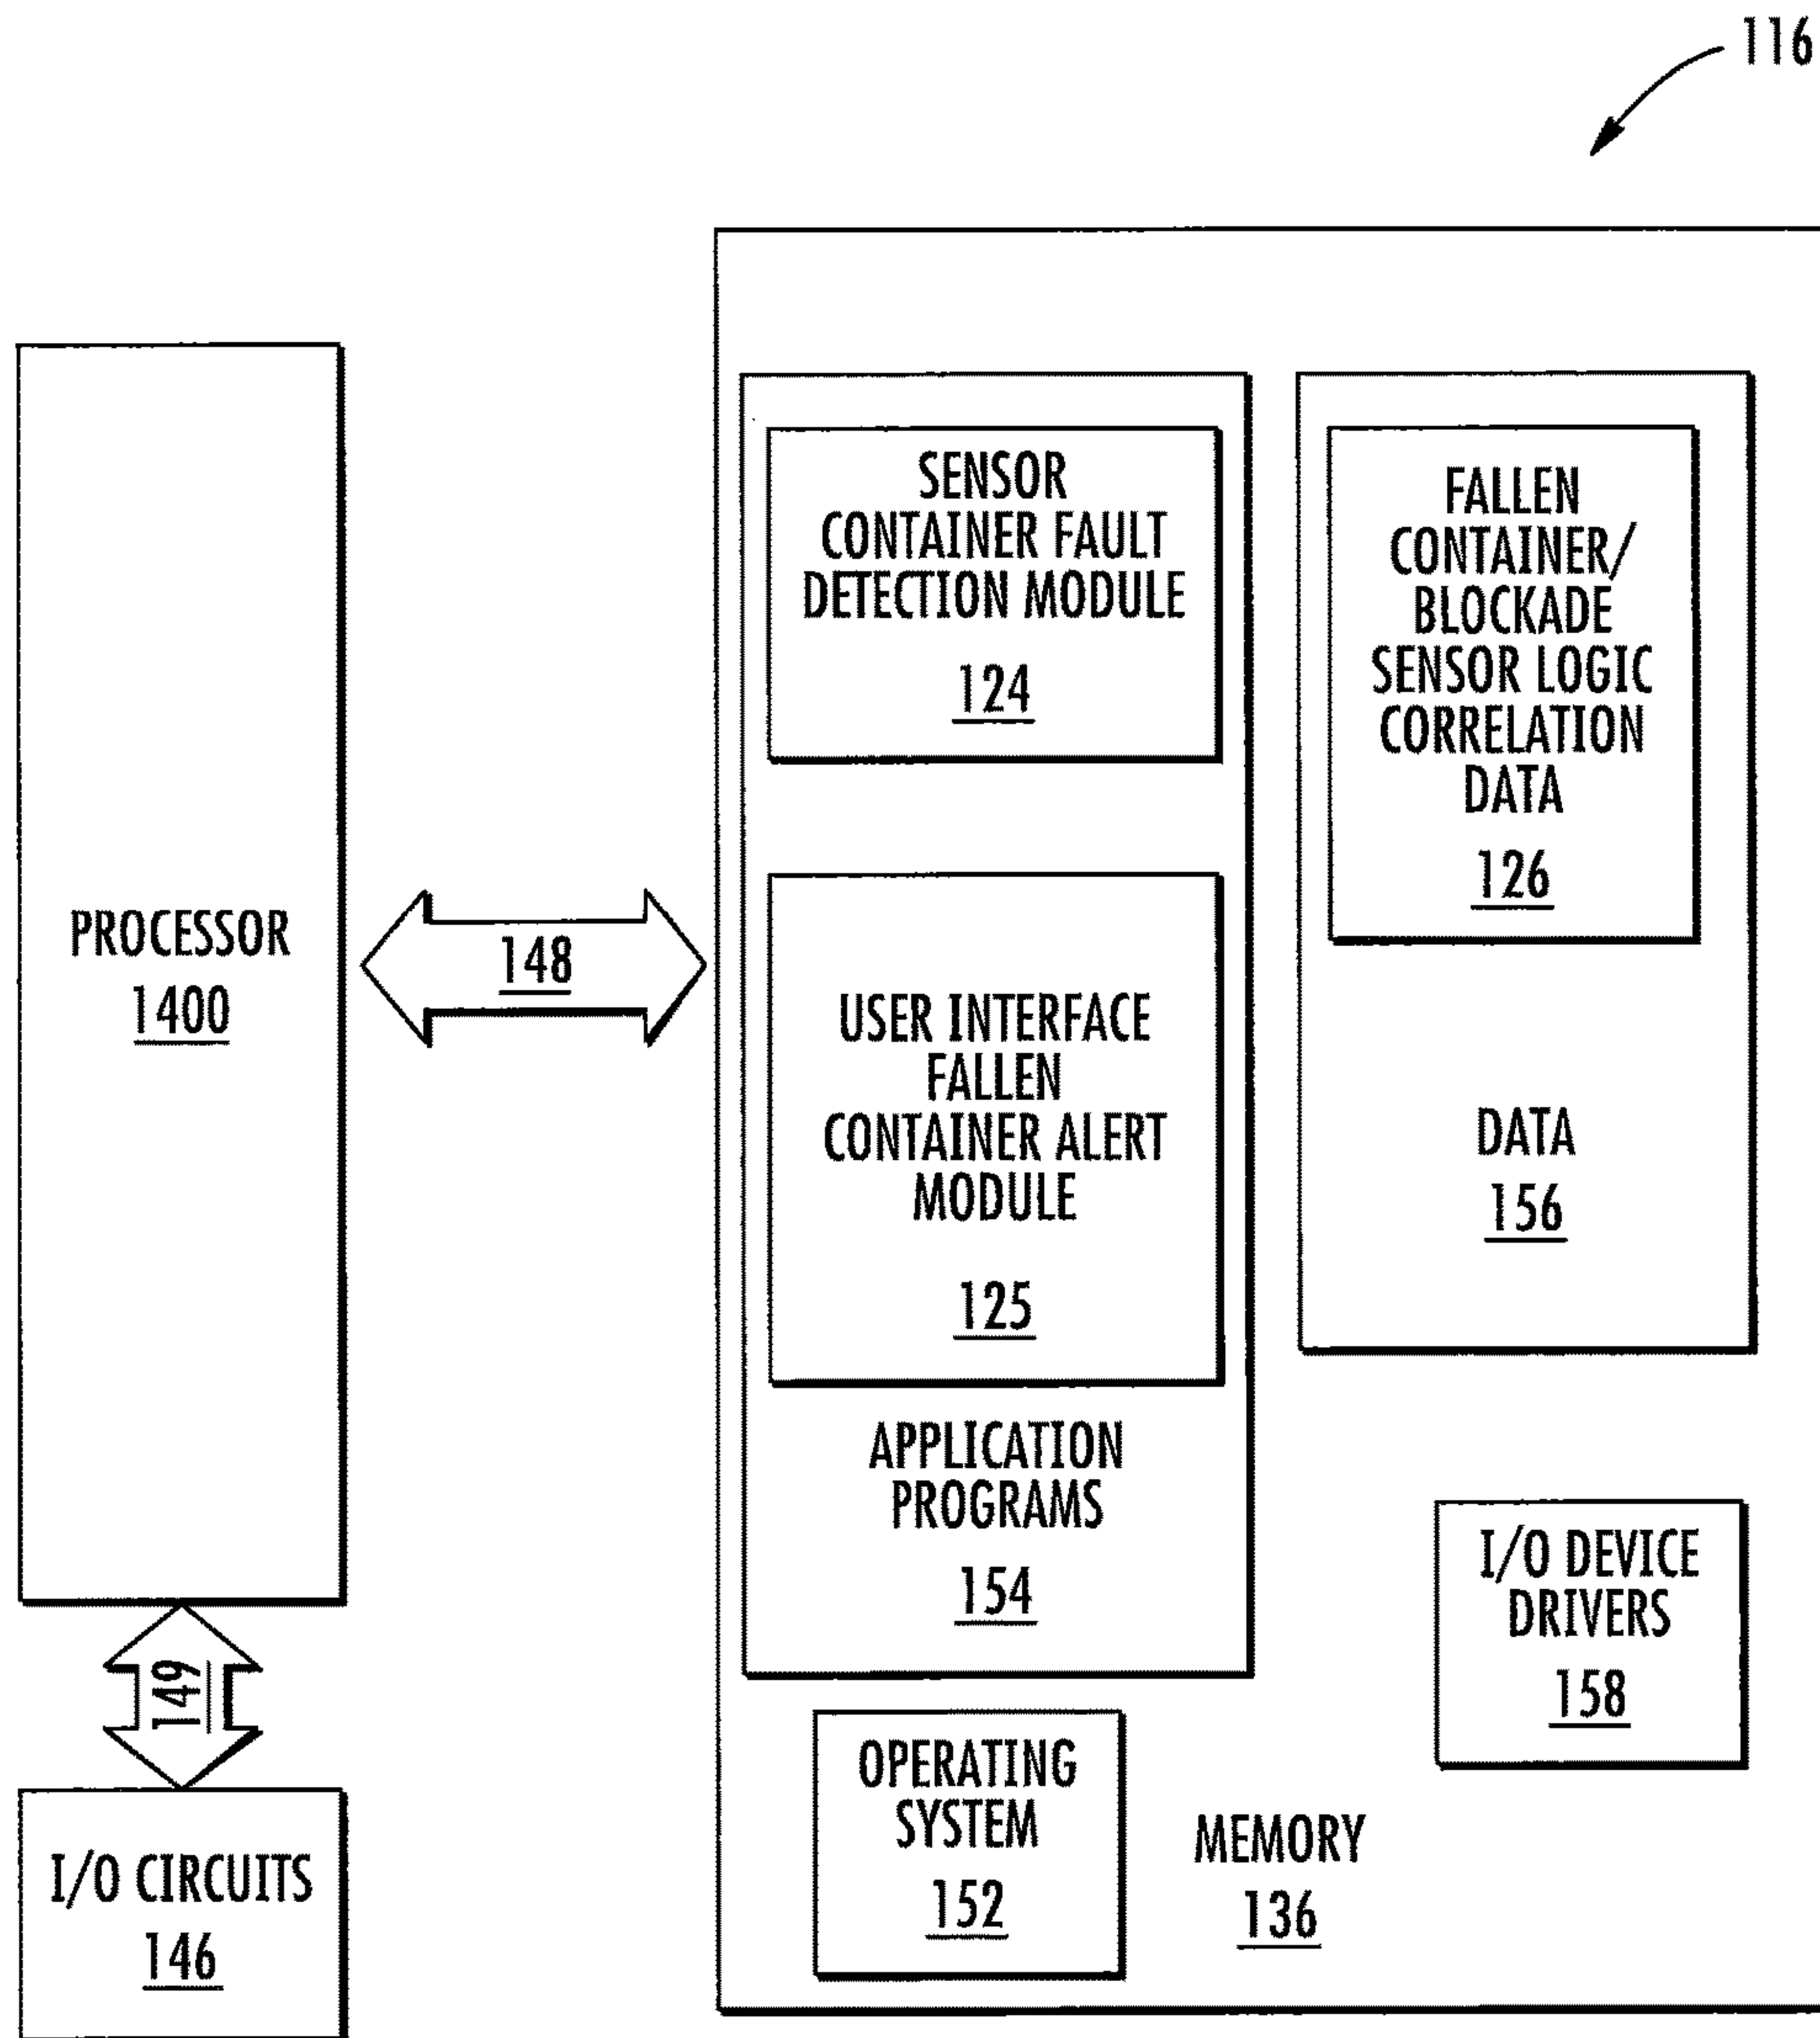 116
PROCESSOR
1400
148
149
I/O CIRCUITS
146
SENSOR
CONTAINER FAULT
DETECTION MODULE
124
USER INTERFACE
FALLEN
CONTAINER ALERT
MODULE
125
APPLICATION
PROGRAMS
154
FALLEN
CONTAINER/
BLOCKADE
SENSOR LOGIC
CORRELATION
DATA
126
DATA
156
I/O DEVICE
DRIVERS
158
OPERATING
SYSTEM
152
MEMORY
136